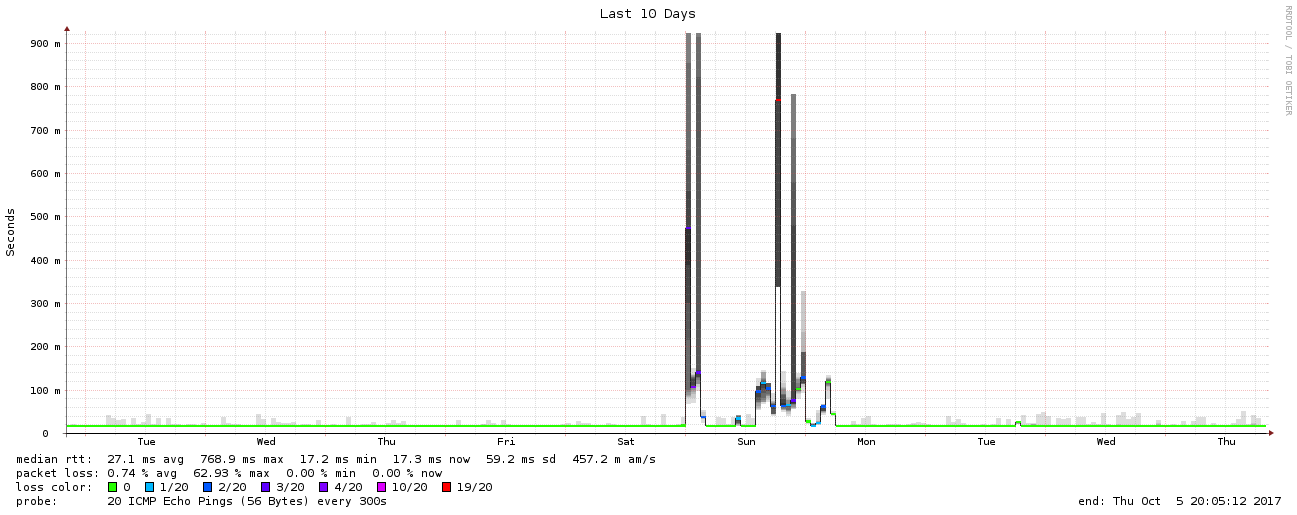 Last 10 Days
RRDTOOL / TOBI OETIKER
Seconds
900 m
800 m
700 m
600 m
500 m
400 m
300 m
200 m
100 m
0
Tue Wed Thu Fri Sat Sun Mon Tue Wed Thu
median rtt: 27.1 ms avg 768.9 ms max 17.2 ms min 17.3 ms now 59.2 ms sd 457.2 m am/s
packet loss: 0.74 % avg 62.93 % max 0.00 % min 0.00 % now
loss color: 0 1/20 2/20 3/20 4/20 10/20 19/20
probe: 20 ICMP Echo Pings (56 Bytes) every 300s end: Thu Oct 5 20:05:12 2017